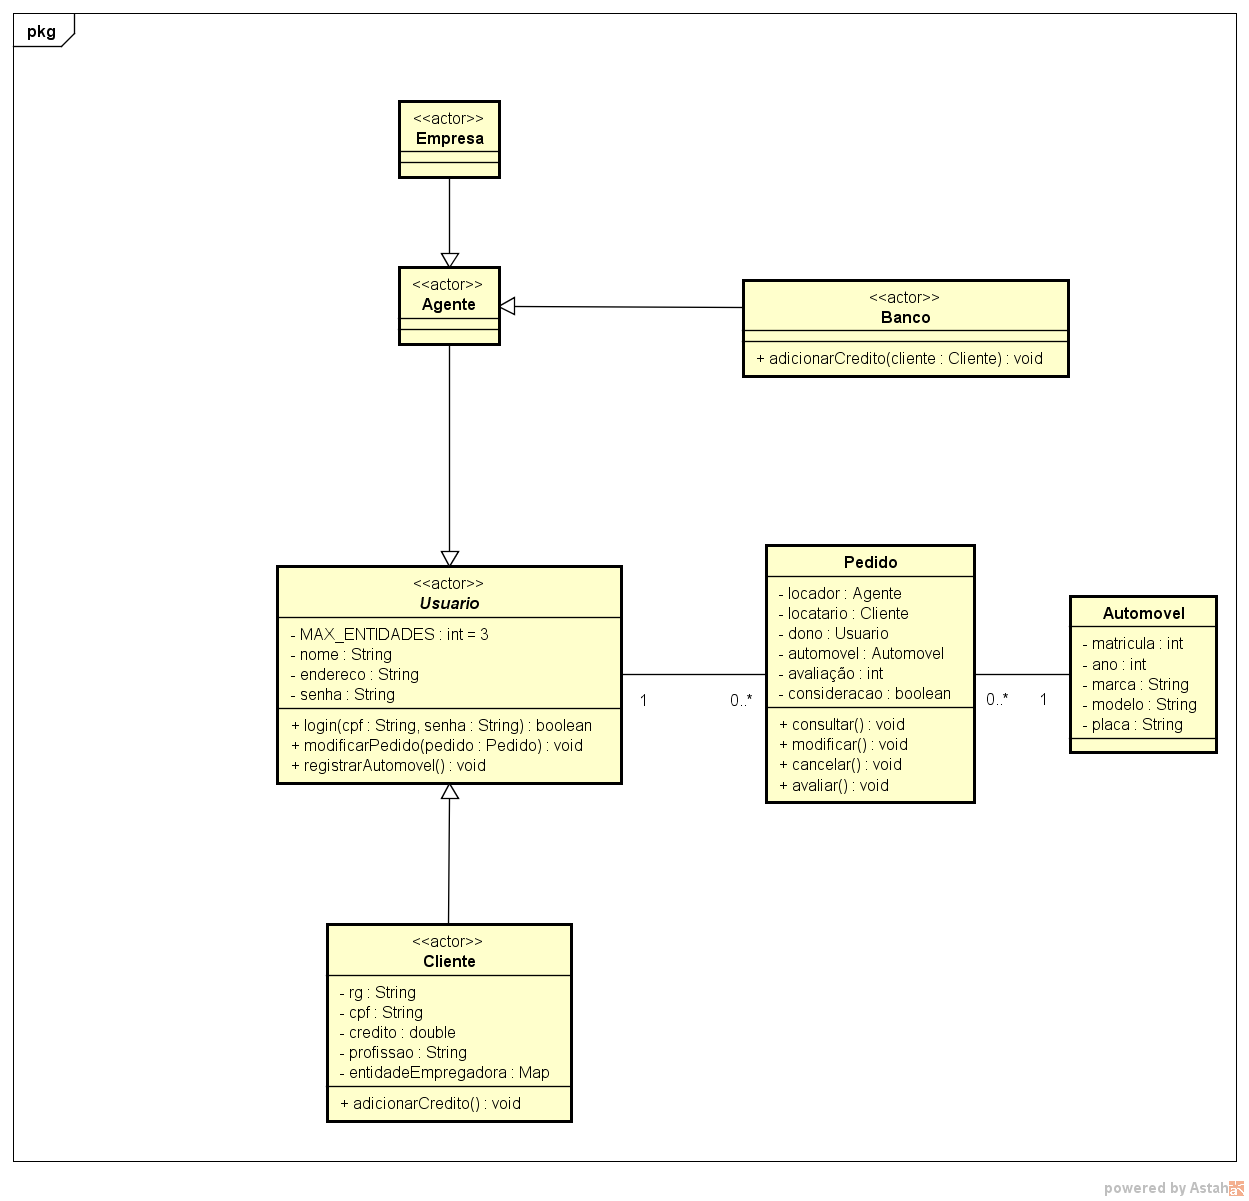 pkg
<<actor>>
Empresa
<<actor>>
Agente
<<actor>>
Banco
+ adicionarCredito(cliente : Cliente) : void
<<actor>>
Usuario
- MAX_ENTIDADES : int = 3
- nome : String
- endereco : String
- senha : String
+ login(cpf : String, senha : String) : boolean
+ modificarPedido(pedido : Pedido) : void
+ registrarAutomovel() : void
1
0..*
Pedido
- locador : Agente
- locatario : Cliente
- dono : Usuario
- automovel : Automovel
- avaliação : int
- consideracao : boolean
+ consultar() : void
+ modificar() : void
+ cancelar() : void
+ avaliar() : void
0..*
1
Automovel
- matricula : int
- ano : int
- marca : String
- modelo : String
- placa : String
<<actor>>
Cliente
- rg : String
- cpf : String
- credito : double
- profissao : String
- entidadeEmpregadora : Map
+ adicionarCredito() : void
powered by Astah